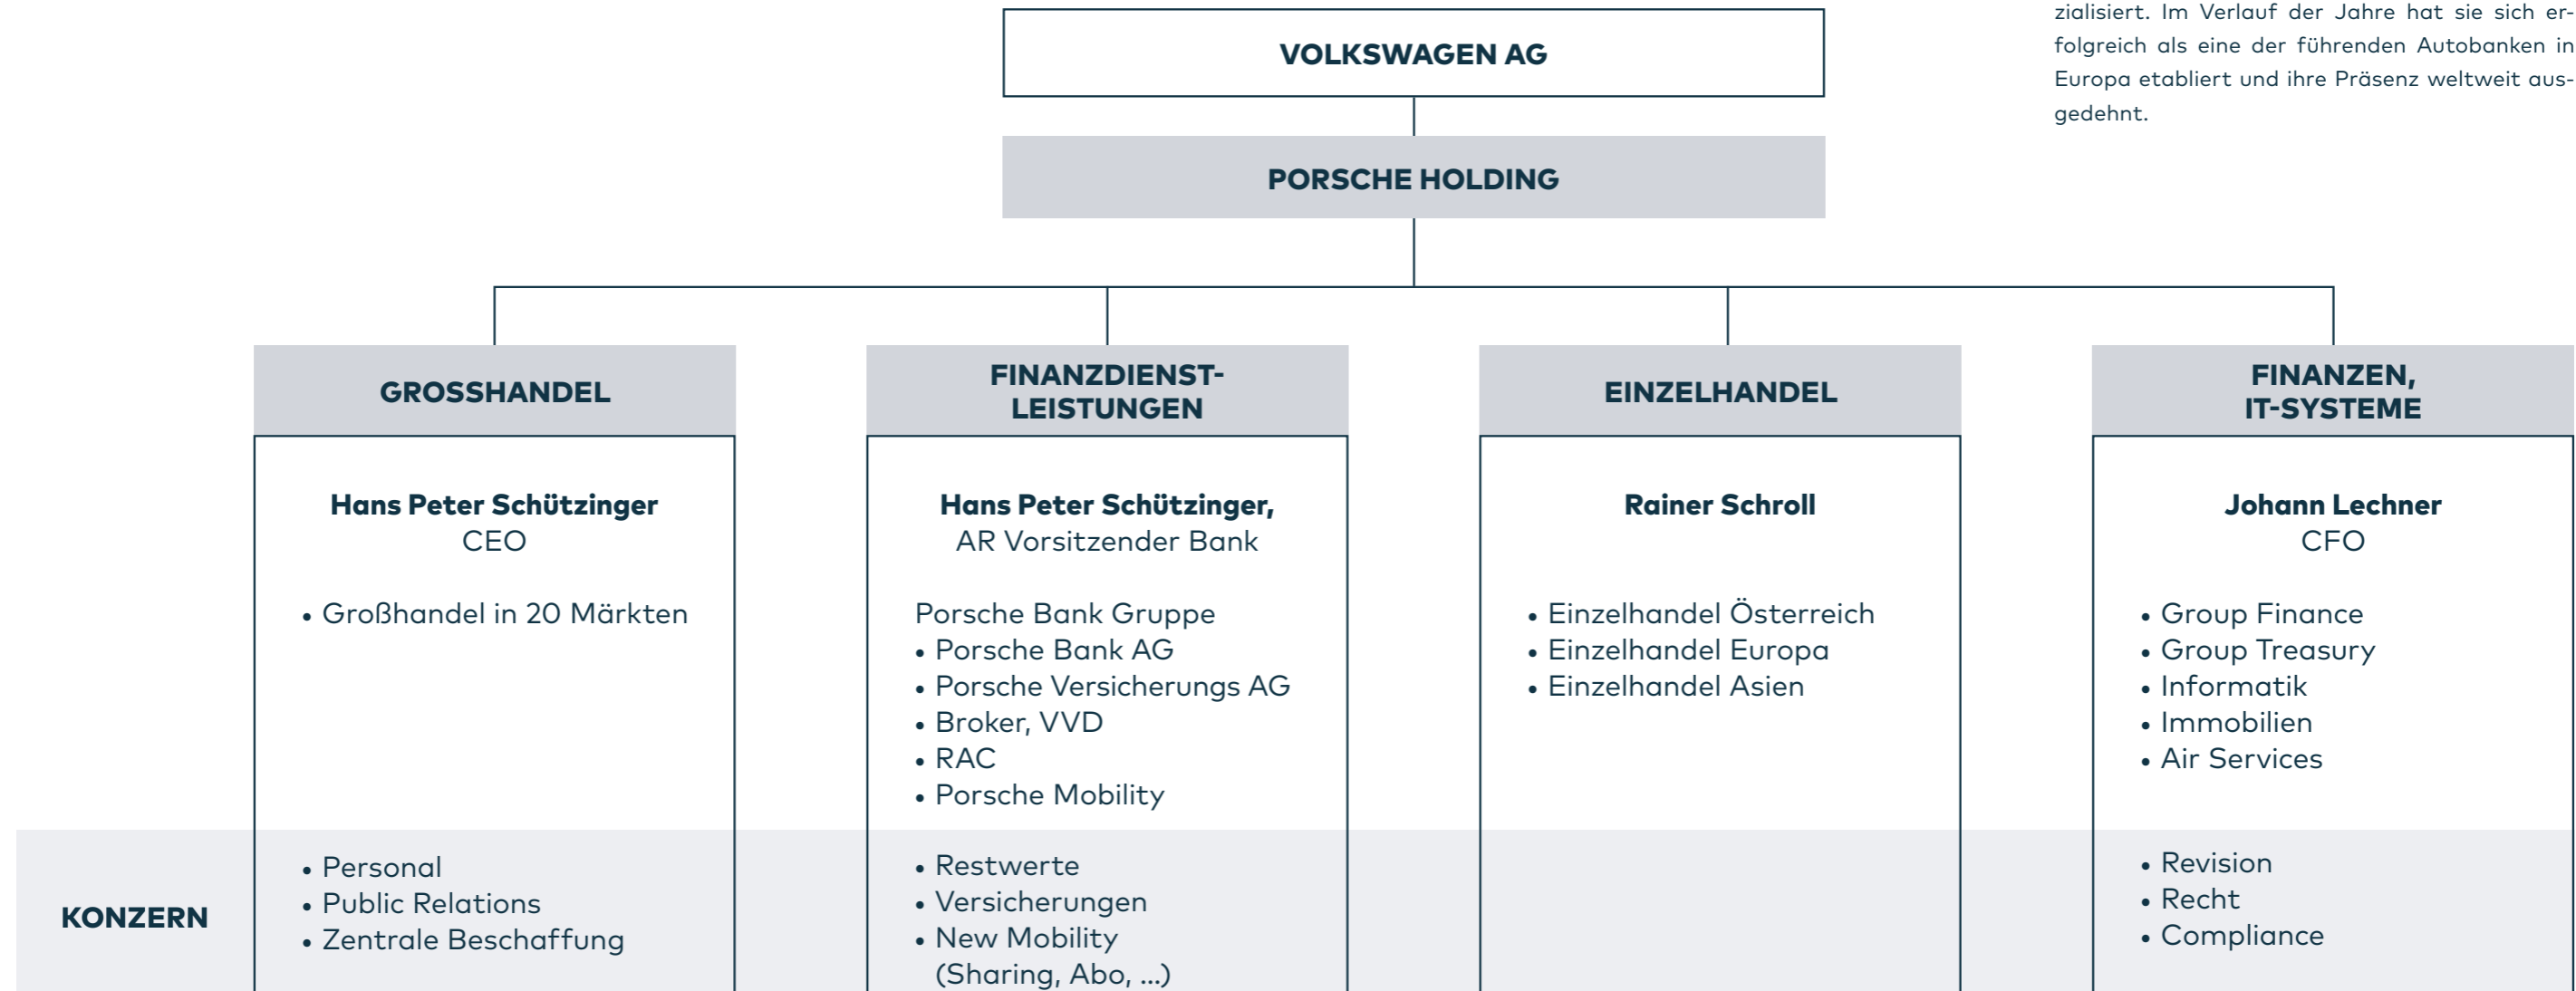 zialisiert. Im Verlauf der Jahre hat sie sich er-
folgreich als eine der führenden Autobanken in
Europa etabliert und ihre Präsenz weltweit aus-
gedehnt.
VOLKSWAGEN AG
PORSCHE HOLDING
GROSSHANDEL
Hans Peter Schützinger
CEO
• Großhandel in 20 Märkten
FINANZDIENST-
LEISTUNGEN
Hans Peter Schützinger,
AR Vorsitzender Bank
Porsche Bank Gruppe
• Porsche Bank AG
• Porsche Versicherungs AG
• Broker, VVD
• RAC
• Porsche Mobility
EINZELHANDEL
Rainer Schroll
• Einzelhandel Österreich
• Einzelhandel Europa
• Einzelhandel Asien
FINANZEN,
IT-SYSTEME
Johann Lechner
CFO
• Group Finance
• Group Treasury
• Informatik
• Immobilien
• Air Services
KONZERN
• Personal
• Public Relations
• Zentrale Beschaffung
• Restwerte
• Versicherungen
• New Mobility
(Sharing, Abo, ...)
• Revision
• Recht
• Compliance